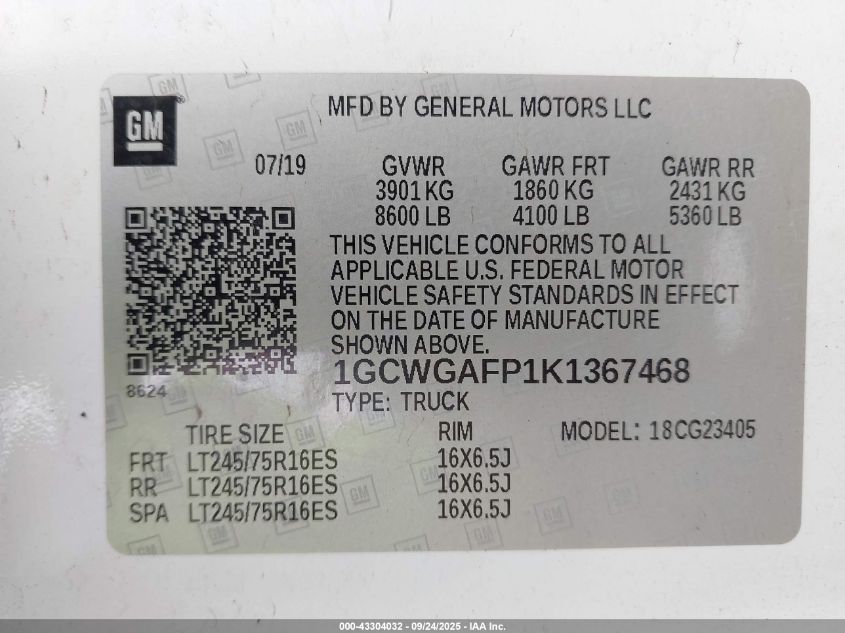 GM
MFD BY GENERAL MOTORS LLC
07/19 GVWR GAWR FRT GAWR RR
3901 KG 1860 KG 2431 KG
8600 LB 4100 LB 5360 LB
THIS VEHICLE CONFORMS TO ALL
APPLICABLE U.S. FEDERAL MOTOR
VEHICLE SAFETY STANDARDS IN EFFECT
ON THE DATE OF MANUFACTURE
SHOWN ABOVE.
8624
1GCWGAFP1K1367468
TYPE: TRUCK
TIRE SIZE RIM MODEL: 18CG23405
FRT LT245/75R16ES 16X6.5J
RR LT245/75R16ES 16X6.5J
SPA LT245/75R16ES 16X6.5J
000-43304032 - 09/24/2025 - IAA Inc.